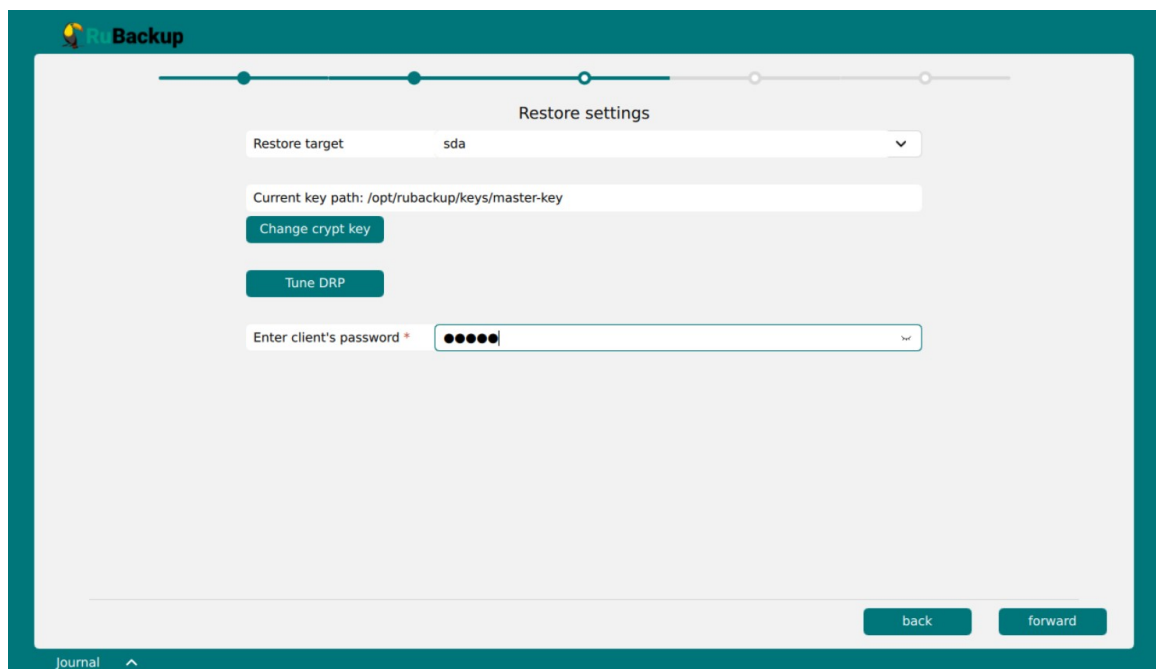 RuBackup
Restore settings
Restore target sda
Current key path: /opt/rubackup/keys/master-key
Change crypt key
Tune DRP
Enter client's password * ●●●●●
back forward
Journal